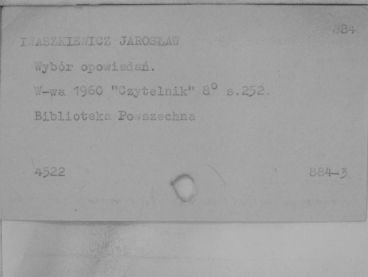 884
IWASZKIEWICZ JAROSŁAW
Wybór opowiadań.
W-wa 1960 "Czytelnik" 8° s.252.
Biblioteka Powszechna
4522 884-3